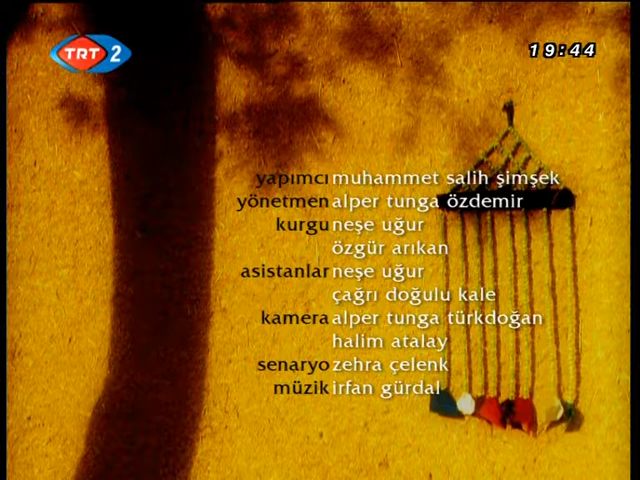 TRT 2
19:44
yapımcı muhammet salih şimşek
yönetmen alper tunga özdemir
kurgu neşe uğur
özgür arıkan
asistanlar neşe uğur
çağrı doğulu kale
kamera alper tunga türkdoğan
halim atalay
senaryo zehra çelenk
müzik irfan gürdal